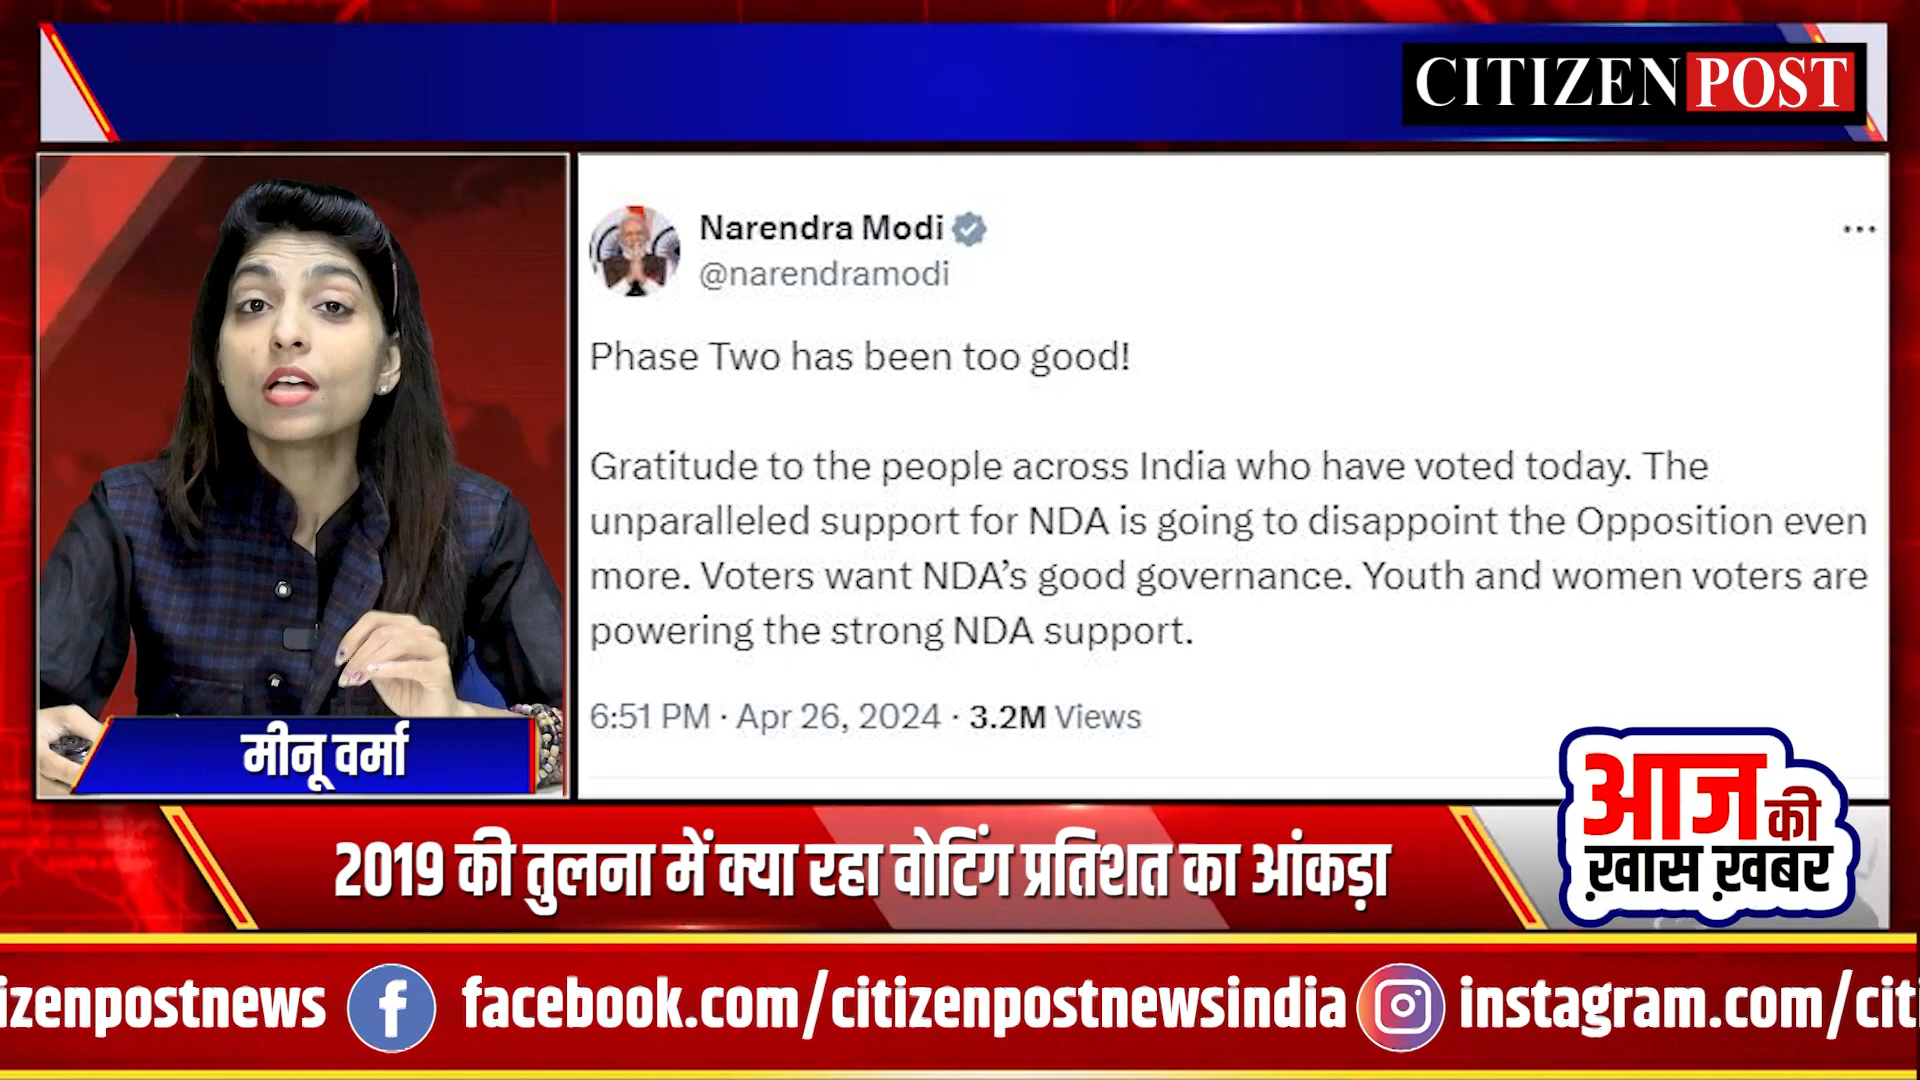 CITIZEN POST
Narendra Modi
@narendramodi
Phase Two has been too good!
Gratitude to the people across India who have voted today. The
unparalleled support for NDA is going to disappoint the Opposition even
more. Voters want NDA’s good governance. Youth and women voters are
powering the strong NDA support.
6:51 PM · Apr 26, 2024 · 3.2M Views
मीनू वर्मा
2019 की तुलना में क्या रहा वोटिंग प्रतिशत का आंकड़ा
आज की
ख़ास ख़बर
izenpostnews facebook.com/citizenpostnewsindia instagram.com/citi